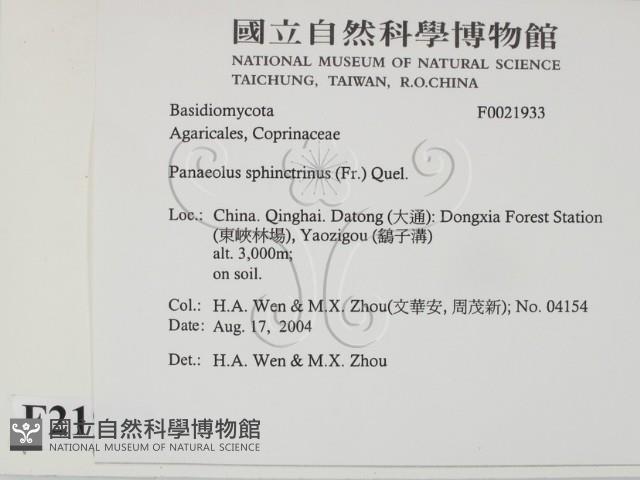 國立自然科學博物館
NATIONAL MUSEUM OF NATURAL SCIENCE
TAICHUNG, TAIWAN, R.O.CHINA
Basidiomycota F0021933
Agaricales, Coprinaceae
Panaeolus sphinctrinus (Fr.) Quel.
Loc.: China. Qinghai. Datong (大通): Dongxia Forest Station
(東峽林場), Yaozigou (鷂子溝)
alt. 3,000m;
on soil.
Col.: H.A. Wen & M.X. Zhou(文華安, 周茂新); No. 04154
Date: Aug. 17, 2004
Det.: H.A. Wen & M.X. Zhou
F21
國立自然科學博物館
NATIONAL MUSEUM OF NATURAL SCIENCE